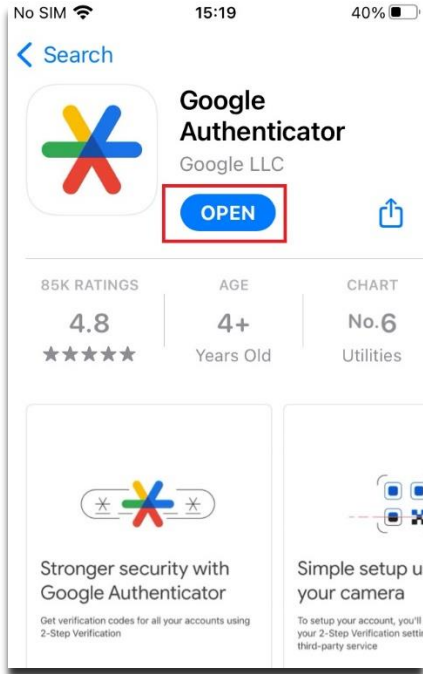 No SIM 15:19 40%
Search
Google
Authenticator
Google LLC
OPEN
85K RATINGS AGE CHART
4.8 4+ No.6
★★★★★ Years Old Utilities
Stronger security with
Google Authenticator
Get verification codes for all your accounts using
2-Step Verification
Simple setup u
your camera
To setup your account, you'll
your 2-Step Verification settin
third-party service